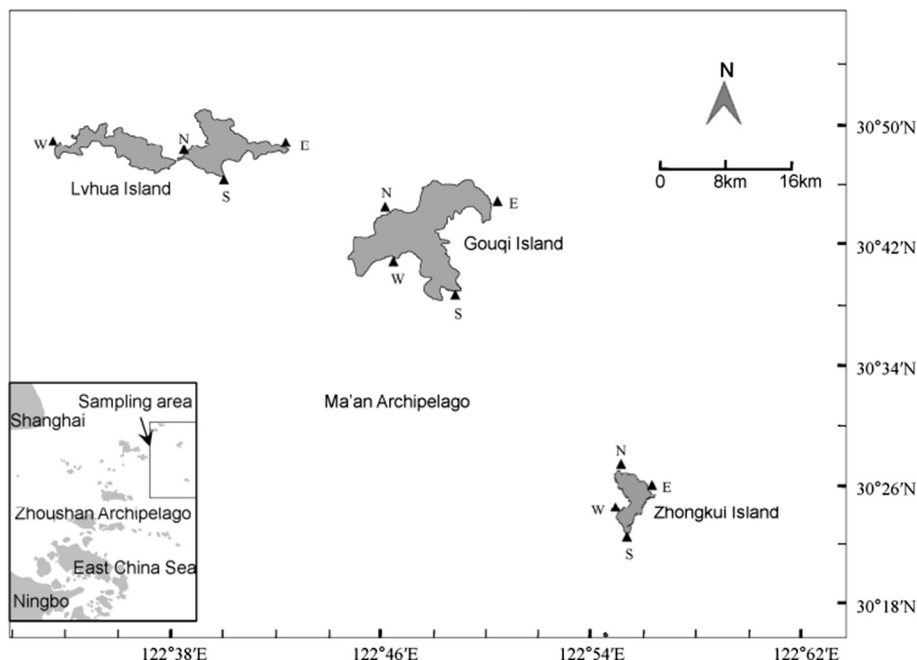 N
30°50′N
W
N
E
S
Lvhua Island
0 8km 16km
N
E
Gouqi Island
W
S
30°42′N
30°34′N
Ma'an Archipelago
Sampling area
Shanghai
Zhoushan Archipelago
East China Sea
Ningbo
N
E
W
S
Zhongkui Island
30°26′N
30°18′N
122°38′E
122°46′E
122°54′E
122°62′E